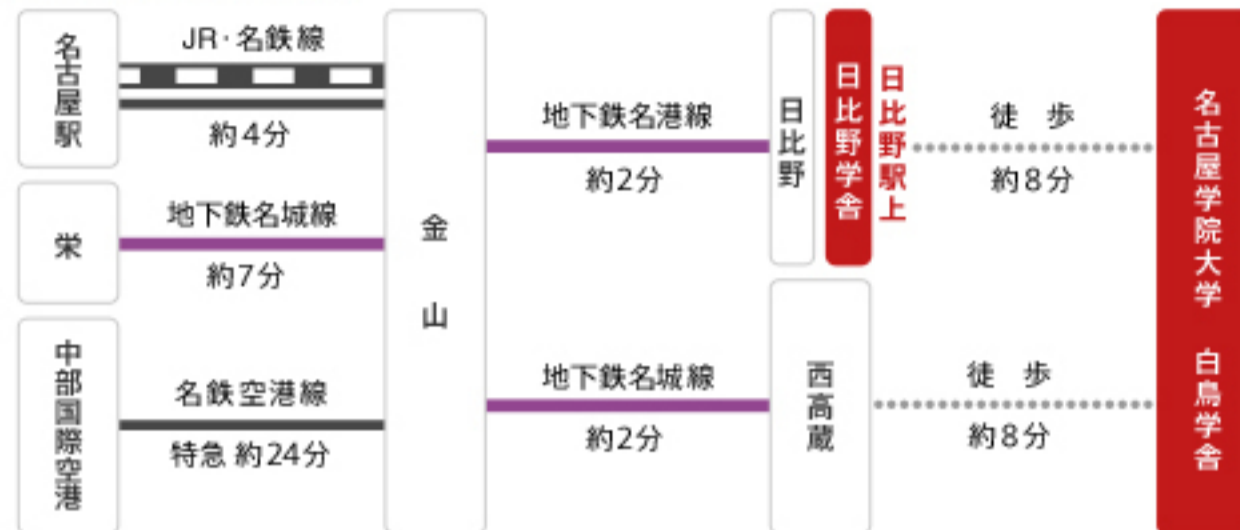 名古屋駅
JR・名鉄線
約4分
栄
地下鉄名城線
約7分
中部国際空港
名鉄空港線
特急 約24分
金山
地下鉄名港線
約2分
日比野
日比野学舎
日比野駅上
徒 歩
約8分
地下鉄名城線
約2分
西高蔵
徒 歩
約8分
名古屋学院大学 白鳥学舎